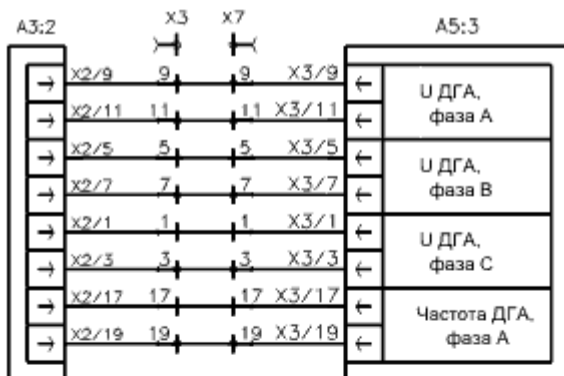 А3:2 X3 X7 А5:3
X2/9 9 9 X3/9
U ДГА,
фаза А
X2/11 11 11 X3/11
X2/5 5 5 X3/5
U ДГА,
фаза В
X2/7 7 7 X3/7
X2/1 1 1 X3/1
U ДГА,
фаза С
X2/3 3 3 X3/3
X2/17 17 17 X3/17
Частота ДГА,
фаза А
X2/19 19 19 X3/19